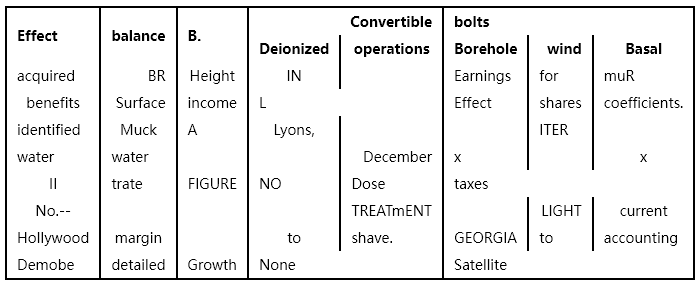 Convertible bolts
Effect balance B. Deionized operations Borehole wind Basal
acquired BR Height IN Earnings for muR
benefits Surface income L Effect shares coefficients.
identified Muck A Lyons, ITER
water water December x x
II trate FIGURE NO Dose taxes
No.-- TREATmENT LIGHT current
Hollywood margin to shave. GEORGIA to accounting
Demobe detailed Growth None Satellite